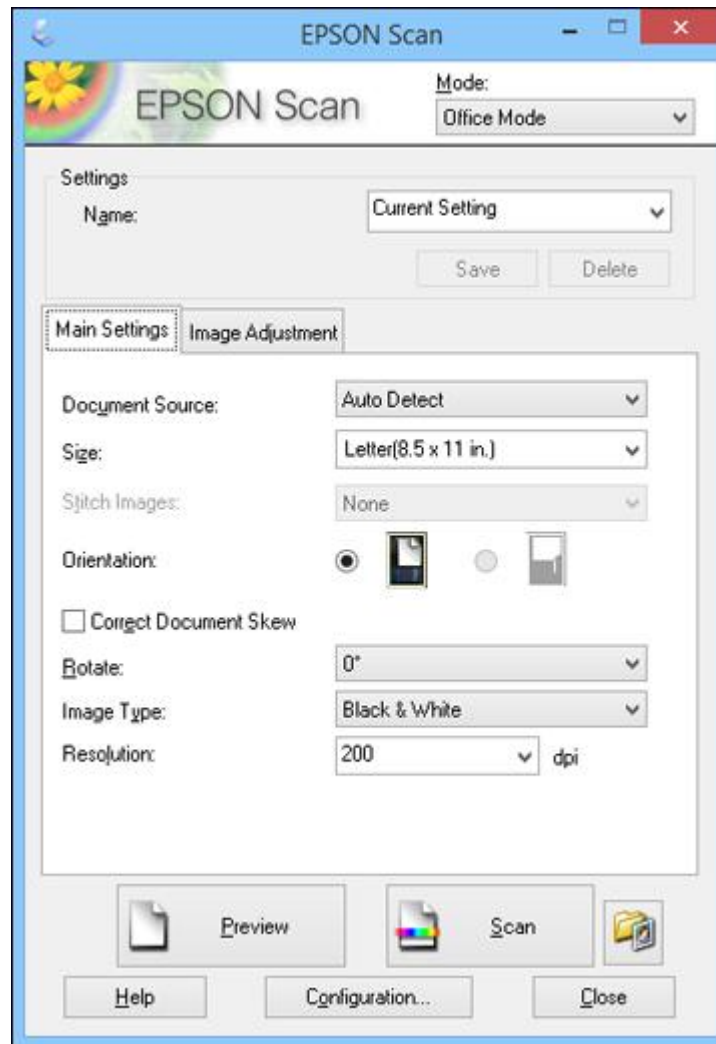 EPSON Scan
EPSON Scan
Mode:
Office Mode
Settings
Name:
Current Setting
Save
Delete
Main Settings
Image Adjustment
Document Source:
Auto Detect
Size:
Letter(8.5 x 11 in.)
Stitch Images:
None
Orientation:
Correct Document Skew
Rotate:
0°
Image Type:
Black & White
Resolution:
200
dpi
Preview
Scan
Help
Configuration...
Close